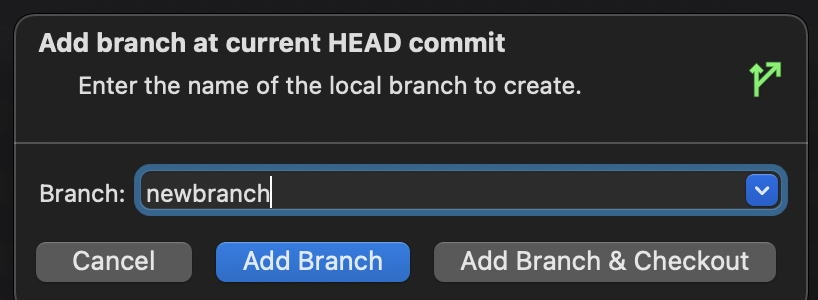 Add branch at current HEAD commit
Enter the name of the local branch to create.
Branch: newbranch
Cancel Add Branch Add Branch & Checkout